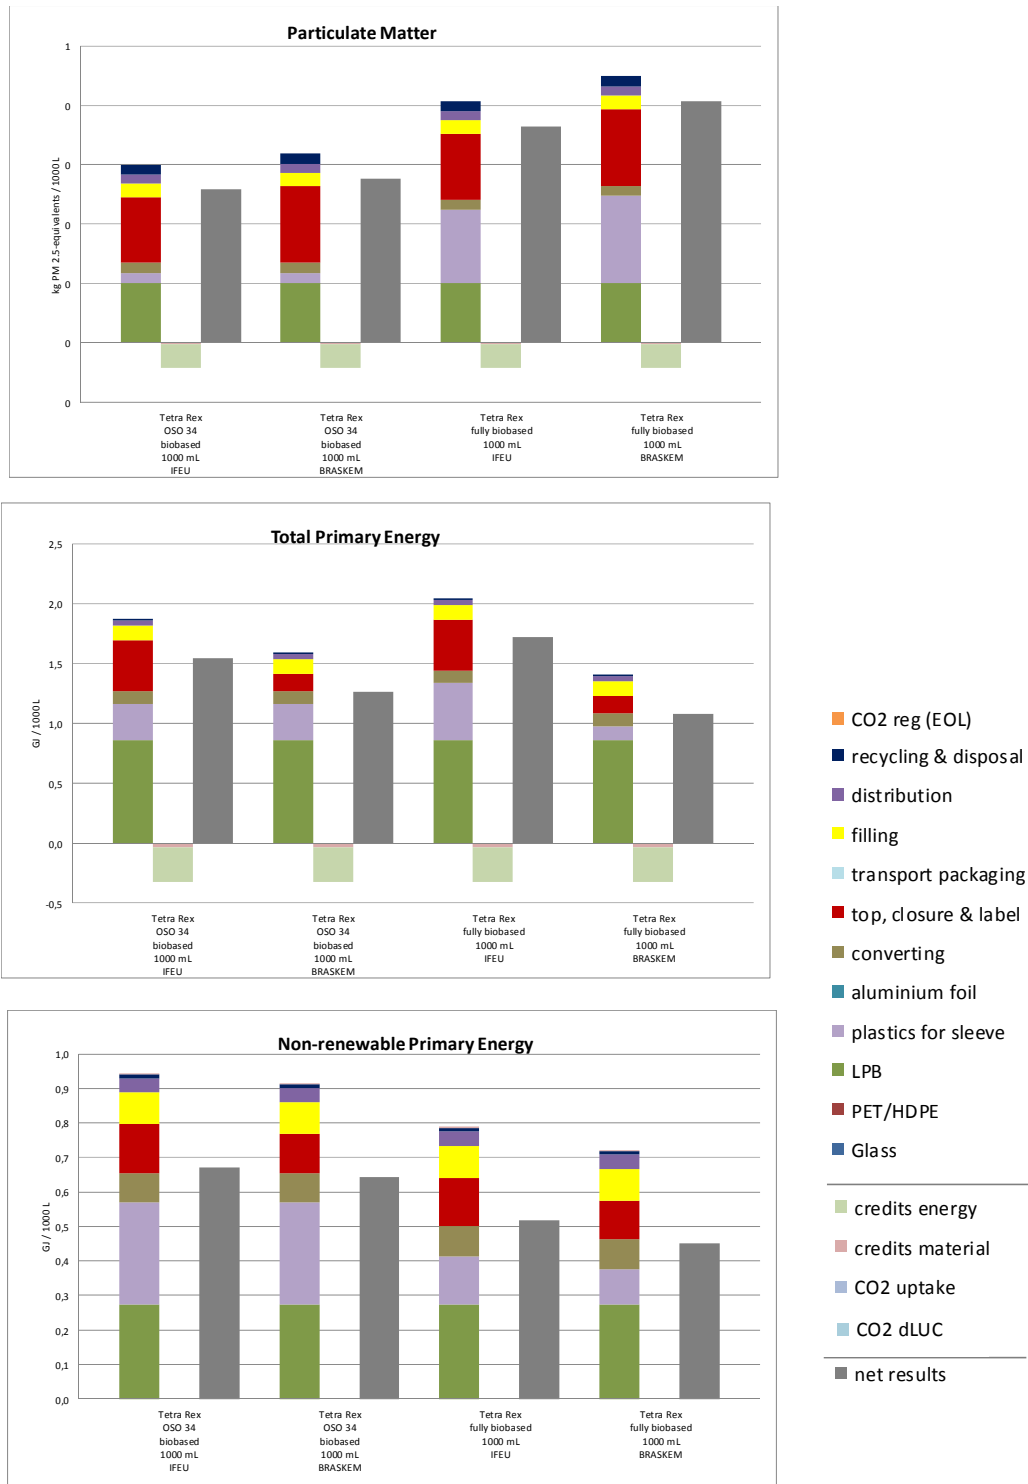 Particulate Matter
kg PM 2.5-equivalents / 1000 L
1
0
0
0
0
0
0
Tetra Rex
OSO 34
biobased
1000 mL
IFEU
Tetra Rex
OSO 34
biobased
1000 mL
BRASKEM
Tetra Rex
fully biobased
1000 mL
IFEU
Tetra Rex
fully biobased
1000 mL
BRASKEM
Total Primary Energy
GJ / 1000 L
2,5
2,0
1,5
1,0
0,5
0,0
-0,5
Tetra Rex
OSO 34
biobased
1000 mL
IFEU
Tetra Rex
OSO 34
biobased
1000 mL
BRASKEM
Tetra Rex
fully biobased
1000 mL
IFEU
Tetra Rex
fully biobased
1000 mL
BRASKEM
Non-renewable Primary Energy
GJ / 1000 L
1,0
0,9
0,8
0,7
0,6
0,5
0,4
0,3
0,2
0,1
0,0
Tetra Rex
OSO 34
biobased
1000 mL
IFEU
Tetra Rex
OSO 34
biobased
1000 mL
BRASKEM
Tetra Rex
fully biobased
1000 mL
IFEU
Tetra Rex
fully biobased
1000 mL
BRASKEM
CO2 reg (EOL)
recycling & disposal
distribution
filling
transport packaging
top, closure & label
converting
aluminium foil
plastics for sleeve
LPB
PET/HDPE
Glass
credits energy
credits material
CO2 uptake
CO2 dLUC
net results